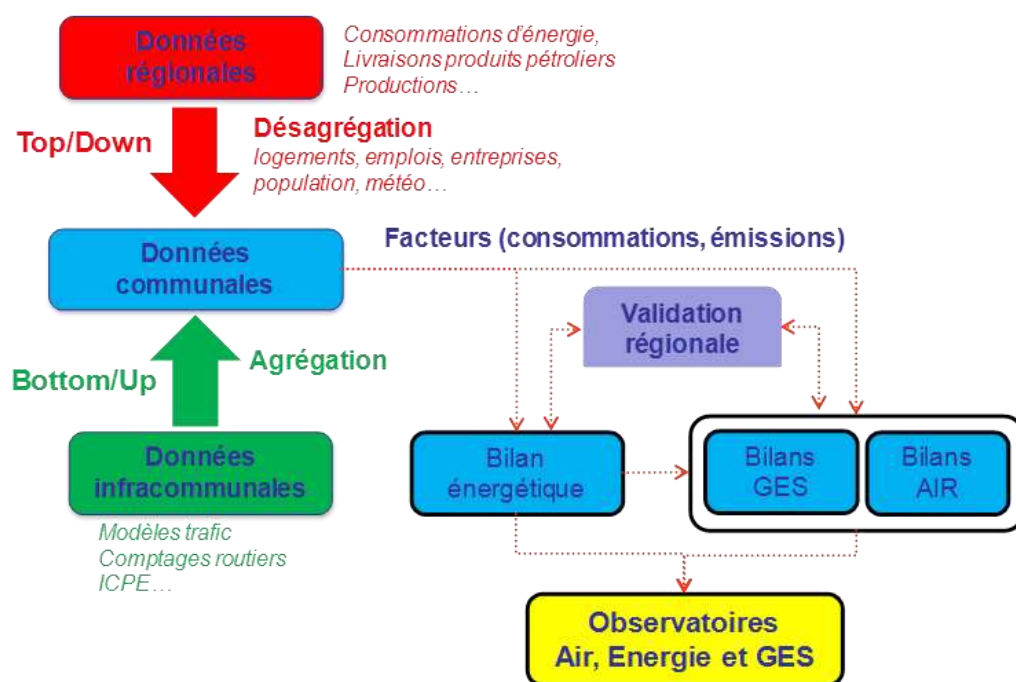 Données
régionales
Consommations d'énergie,
Livraisons produits pétroliers
Productions…
Top/Down
Désagrégation
logements, emplois, entreprises,
population, météo…
Données
communales
Facteurs (consommations, émissions)
Validation
régionale
Agrégation
Bottom/Up
Données
infracommunales
Modèles trafic
Comptages routiers
ICPE…
Bilan
énergétique
Bilans
GES
Bilans
AIR
Observatoires
Air, Energie et GES